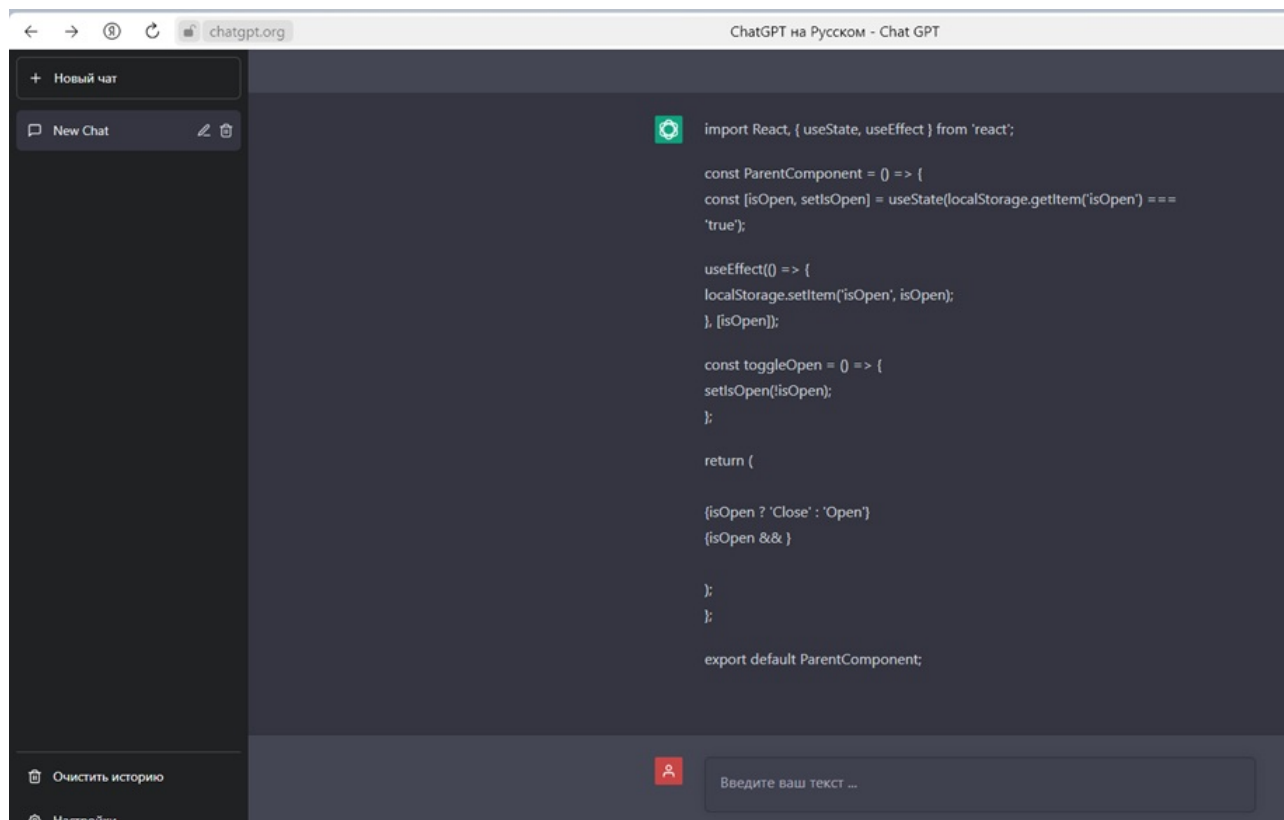 chatgpt.org
ChatGPT на Русском - Chat GPT
+ Новый чат
New Chat
import React, { useState, useEffect } from 'react';
const ParentComponent = () => {
const [isOpen, setIsOpen] = useState(localStorage.getItem('isOpen') ===
'true');
useEffect(() => {
localStorage.setItem('isOpen', isOpen);
}, [isOpen]);
const toggleOpen = () => {
setIsOpen(!isOpen);
};
return (
{isOpen ? 'Close' : 'Open'}
{isOpen && }
);
};
export default ParentComponent;
Очистить историю
Введите ваш текст ...
Настройки